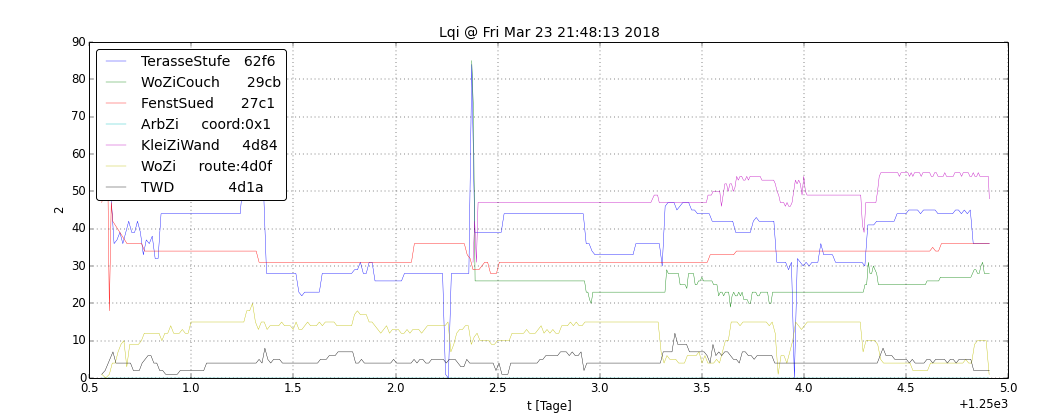 Lqi @ Fri Mar 23 21:48:13 2018
90
80
70
60
50
40
30
20
10
0
2
TerasseStufe 62f6
WoZiCouch 29cb
FenstSued 27c1
ArbZi coord:0x1
KleiZiWand 4d84
WoZi route:4d0f
TWD 4d1a
0.5 1.0 1.5 2.0 2.5 3.0 3.5 4.0 4.5 5.0
+1.25e3
t [Tage]